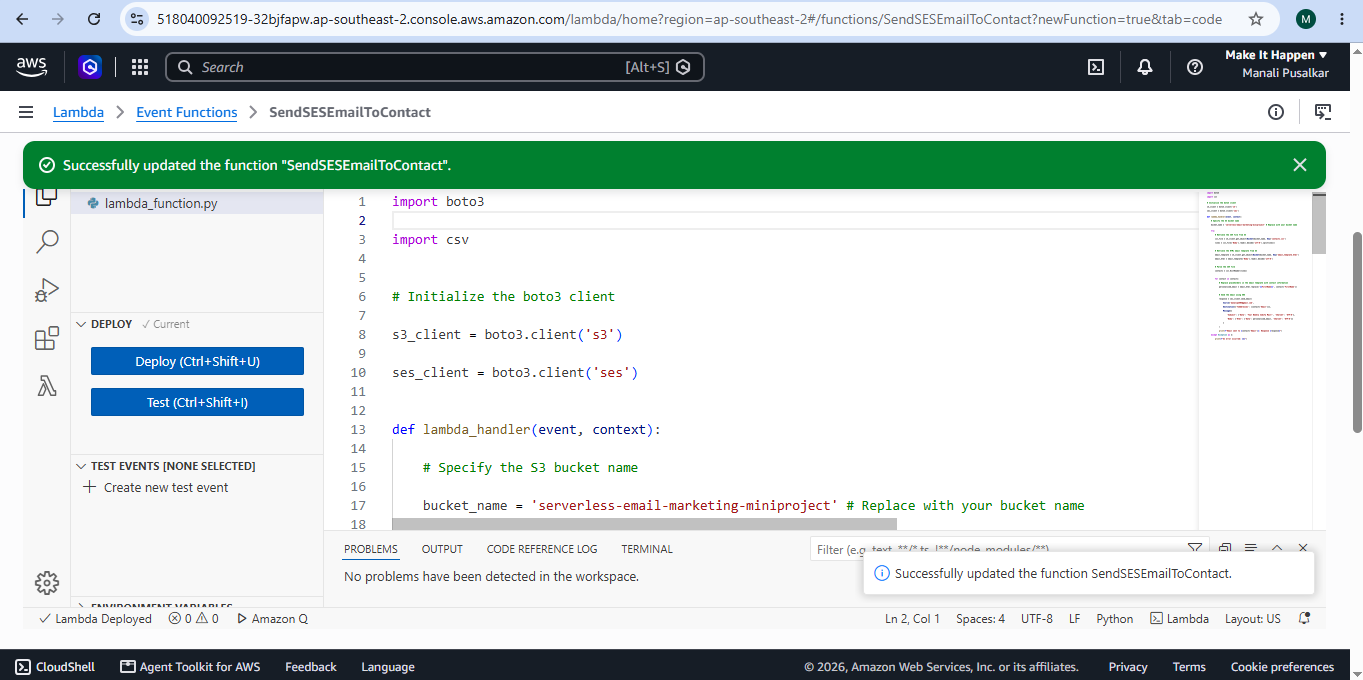 518040092519-32bjfapw.ap-southeast-2.console.aws.amazon.com/lambda/home?region=ap-southeast-2#/functions/SendSESEmailToContact?newFunction=true&tab=code
M
aws
Search
[Alt+S]
Make It Happen
Manali Pusalkar
Lambda
Event Functions
SendSESEmailToContact
Successfully updated the function "SendSESEmailToContact".
lambda_function.py
DEPLOY
Current
Deploy (Ctrl+Shift+U)
Test (Ctrl+Shift+I)
TEST EVENTS [NONE SELECTED]
Create new test event
ENVIRONMENT VARIABLES
1 import boto3
2
3 import csv
4
5
6 # Initialize the boto3 client
7
8 s3_client = boto3.client('s3')
9
10 ses_client = boto3.client('ses')
11
12
13 def lambda_handler(event, context):
14
15 # Specify the S3 bucket name
16
17 bucket_name = 'serverless-email-marketing-miniproject' # Replace with your bucket name
18
PROBLEMS
OUTPUT
CODE REFERENCE LOG
TERMINAL
Filter (e.g. text, **/*.ts, !**/node_modules/**)
No problems have been detected in the workspace.
Successfully updated the function SendSESEmailToContact.
Lambda Deployed
0
0
Amazon Q
Ln 2, Col 1
Spaces: 4
UTF-8
LF
Python
Lambda
Layout: US
CloudShell
Agent Toolkit for AWS
Feedback
Language
© 2026, Amazon Web Services, Inc. or its affiliates.
Privacy
Terms
Cookie preferences